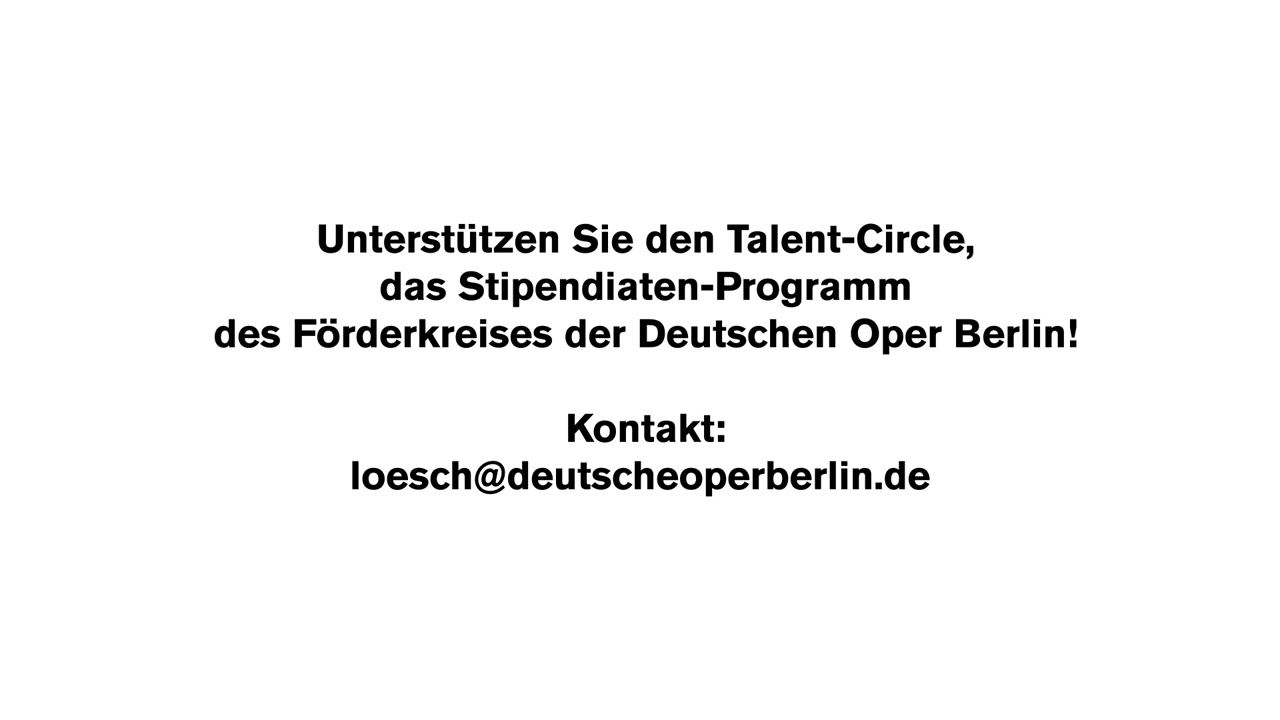 Unterstützen Sie den Talent-Circle,
das Stipendiaten-Programm
des Förderkreises der Deutschen Oper Berlin!
Kontakt:
loesch@deutscheoperberlin.de